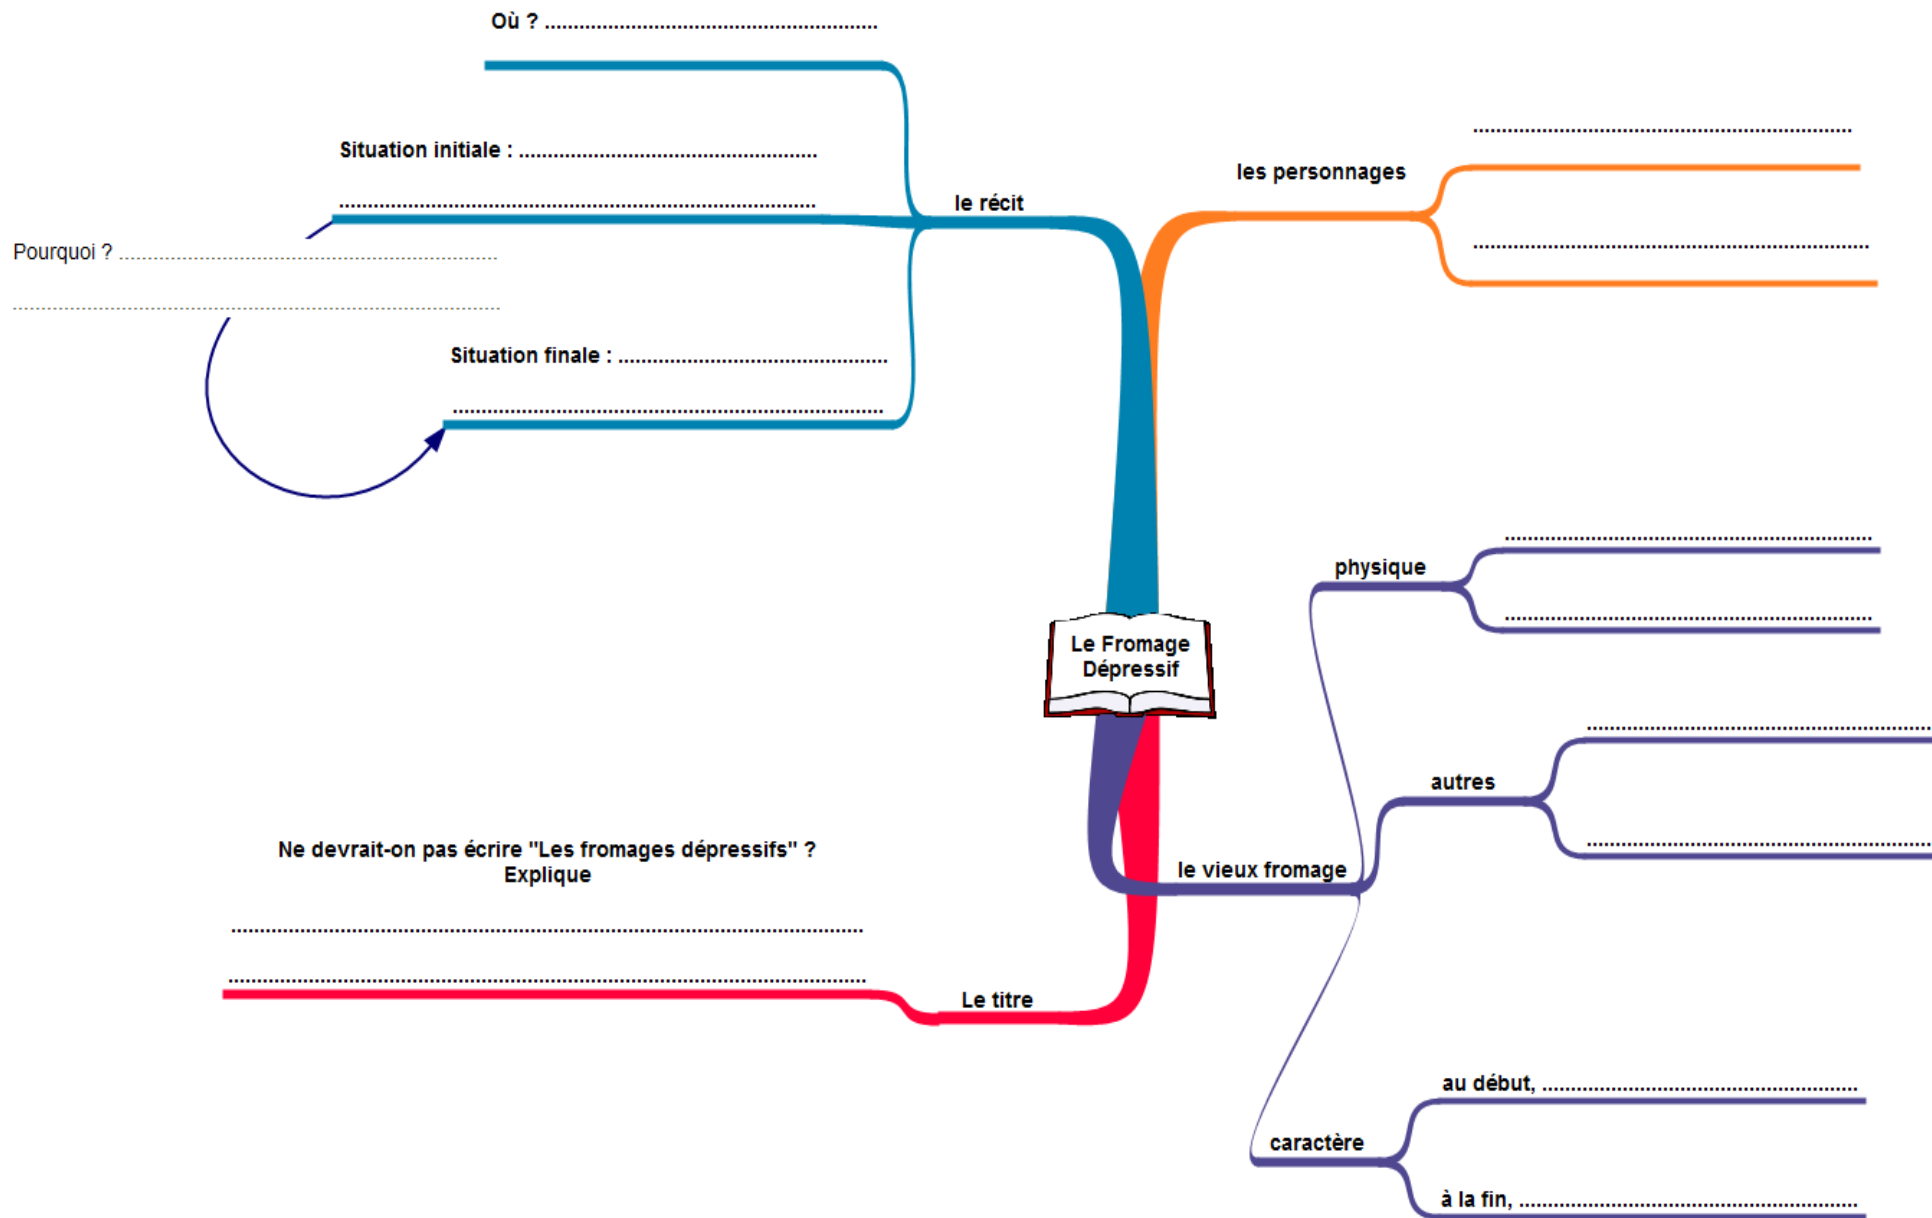 Où ? ..........................................................
Situation initiale : ....................................................
...................................................................................
Pourquoi ? ..................................................................
.....................................................................................
Situation finale : ...............................................
...........................................................................
le récit
les personnages
..................................................................
.....................................................................
Le Fromage
Dépressif
physique
................................................................
................................................................
autres
............................................................
............................................................
le vieux fromage
caractère
au début, .......................................................
à la fin, ...........................................................
Ne devrait-on pas écrire "Les fromages dépressifs" ?
Explique
..............................................................................................................
...............................................................................................................
Le titre